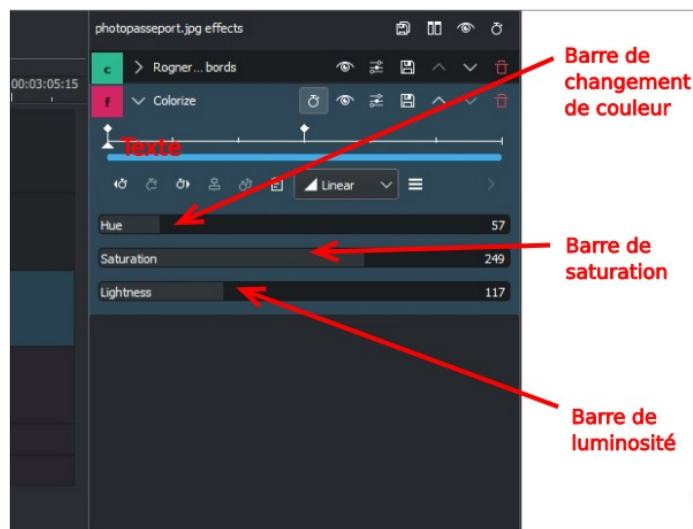 photopasseport.jpg effects
c
Rogner... bords
00:03:05:15
f
Colorize
Texte
Linear
Hue
57
Saturation
249
Lightness
117
Barre de
changement
de couleur
Barre de
saturation
Barre de
luminosité